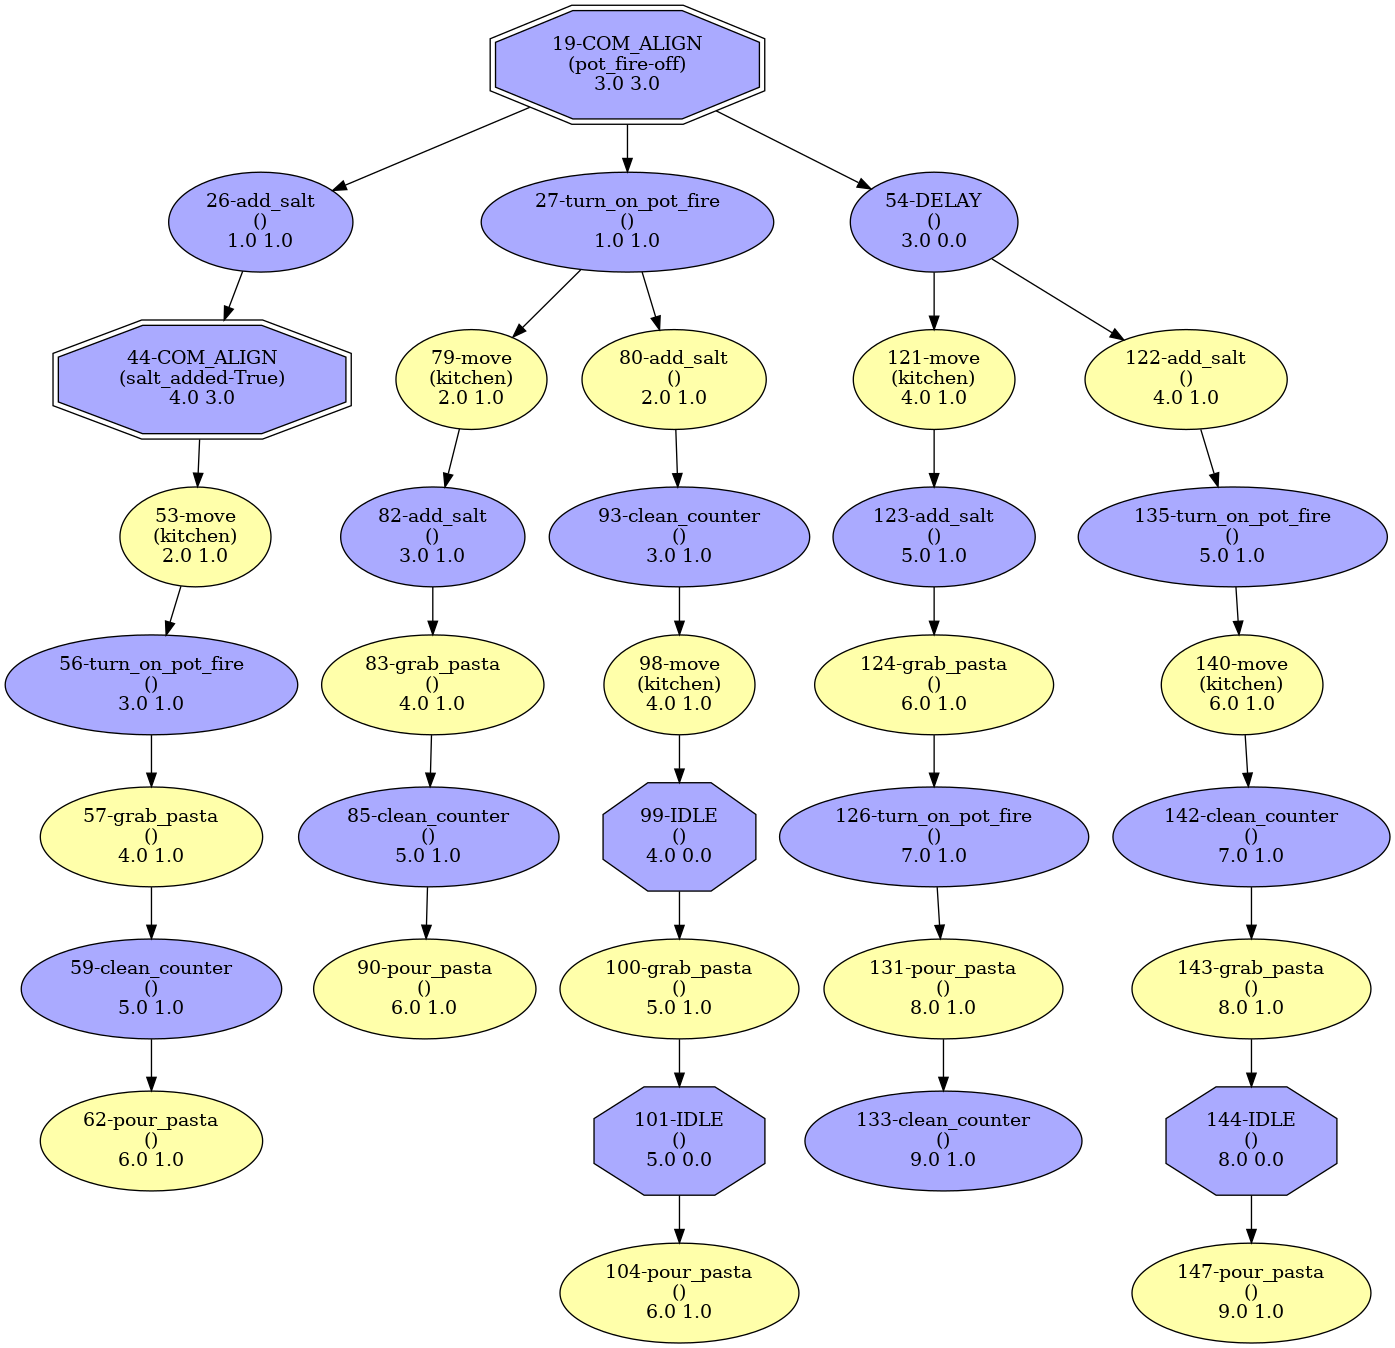 19-COM_ALIGN
(pot_fire-off)
3.0 3.0
26-add_salt
()
1.0 1.0
27-turn_on_pot_fire
()
1.0 1.0
54-DELAY
()
3.0 0.0
44-COM_ALIGN
(salt_added-True)
4.0 3.0
79-move
(kitchen)
2.0 1.0
80-add_salt
()
2.0 1.0
121-move
(kitchen)
4.0 1.0
122-add_salt
()
4.0 1.0
53-move
(kitchen)
2.0 1.0
82-add_salt
()
3.0 1.0
93-clean_counter
()
3.0 1.0
123-add_salt
()
5.0 1.0
135-turn_on_pot_fire
()
5.0 1.0
56-turn_on_pot_fire
()
3.0 1.0
83-grab_pasta
()
4.0 1.0
98-move
(kitchen)
4.0 1.0
124-grab_pasta
()
6.0 1.0
140-move
(kitchen)
6.0 1.0
57-grab_pasta
()
4.0 1.0
85-clean_counter
()
5.0 1.0
99-IDLE
()
4.0 0.0
126-turn_on_pot_fire
()
7.0 1.0
142-clean_counter
()
7.0 1.0
59-clean_counter
()
5.0 1.0
90-pour_pasta
()
6.0 1.0
100-grab_pasta
()
5.0 1.0
131-pour_pasta
()
8.0 1.0
143-grab_pasta
()
8.0 1.0
62-pour_pasta
()
6.0 1.0
101-IDLE
()
5.0 0.0
133-clean_counter
()
9.0 1.0
144-IDLE
()
8.0 0.0
104-pour_pasta
()
6.0 1.0
147-pour_pasta
()
9.0 1.0